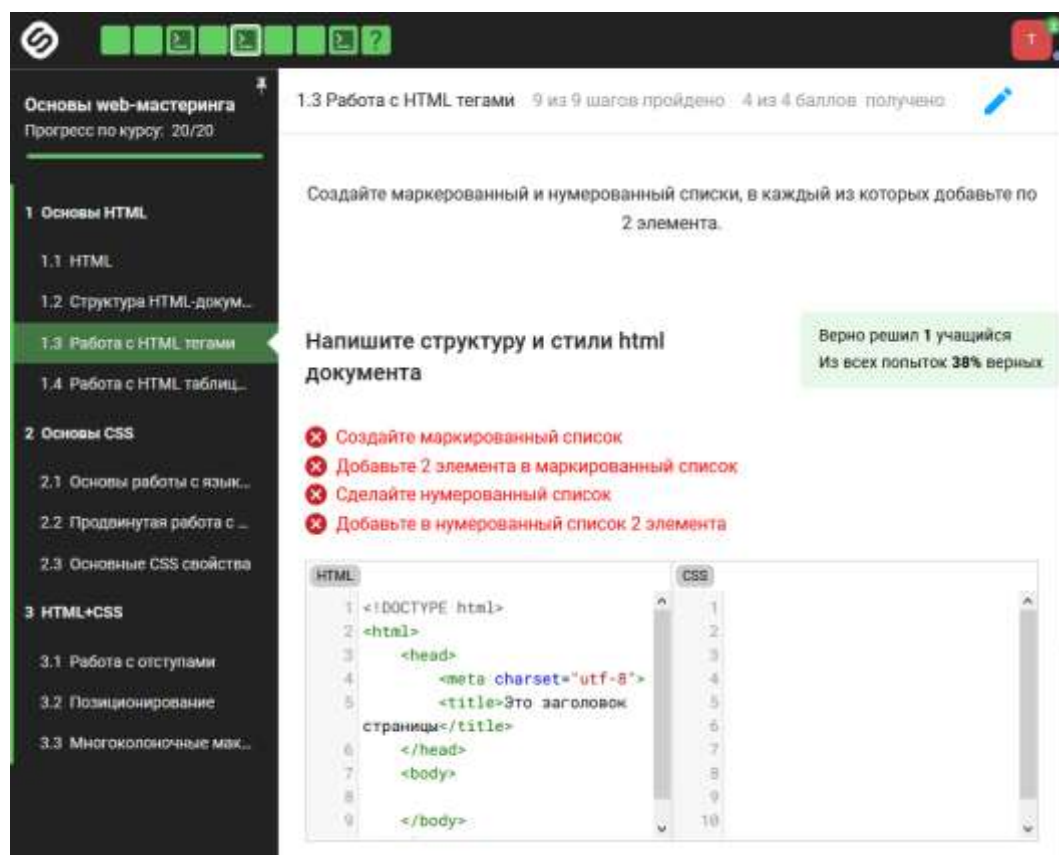 ?
Т
Основы web-мастеринга
Прогресс по курсу: 20/20
1 Основы HTML
1.1 HTML
1.2 Структура HTML-докум...
1.3 Работа с HTML тегами
1.4 Работа с HTML таблиц...
2 Основы CSS
2.1 Основы работы с язык...
2.2 Продвинутая работа с ...
2.3 Основные CSS свойства
3 HTML+CSS
3.1 Работа с отступами
3.2 Позиционирование
3.3 Многоколоночные мак...
1.3 Работа с HTML тегами 9 из 9 шагов пройдено 4 из 4 баллов получено
Создайте маркерованный и нумерованный списки, в каждый из которых добавьте по
2 элемента.
Напишите структуру и стили html
документа
Верно решил 1 учащийся
Из всех попыток 38% верных
Создайте маркированный список
Добавьте 2 элемента в маркированный список
Сделайте нумерованный список
Добавьте в нумерованный список 2 элемента
HTML
1 <!DOCTYPE html>
2 <html>
3 <head>
4 <meta charset="utf-8">
5 <title>Это заголовок
страницы</title>
6 </head>
7 <body>
8
9 </body>
CSS
1
2
3
4
5
6
7
8
9
10